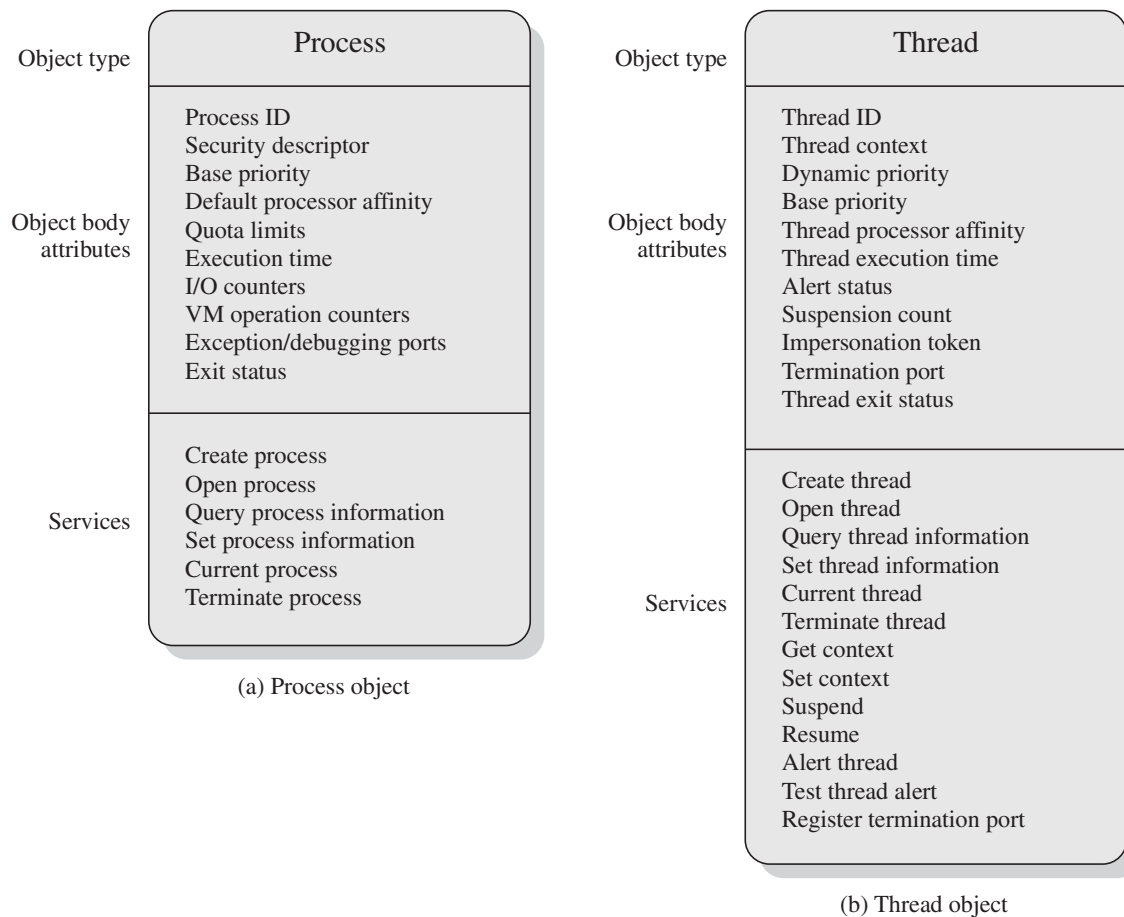 Object type
Process
Object body
attributes
Process ID
Security descriptor
Base priority
Default processor affinity
Quota limits
Execution time
I/O counters
VM operation counters
Exception/debugging ports
Exit status
Services
Create process
Open process
Query process information
Set process information
Current process
Terminate process
(a) Process object
Object type
Thread
Object body
attributes
Thread ID
Thread context
Dynamic priority
Base priority
Thread processor affinity
Thread execution time
Alert status
Suspension count
Impersonation token
Termination port
Thread exit status
Services
Create thread
Open thread
Query thread information
Set thread information
Current thread
Terminate thread
Get context
Set context
Suspend
Resume
Alert thread
Test thread alert
Register termination port
(b) Thread object